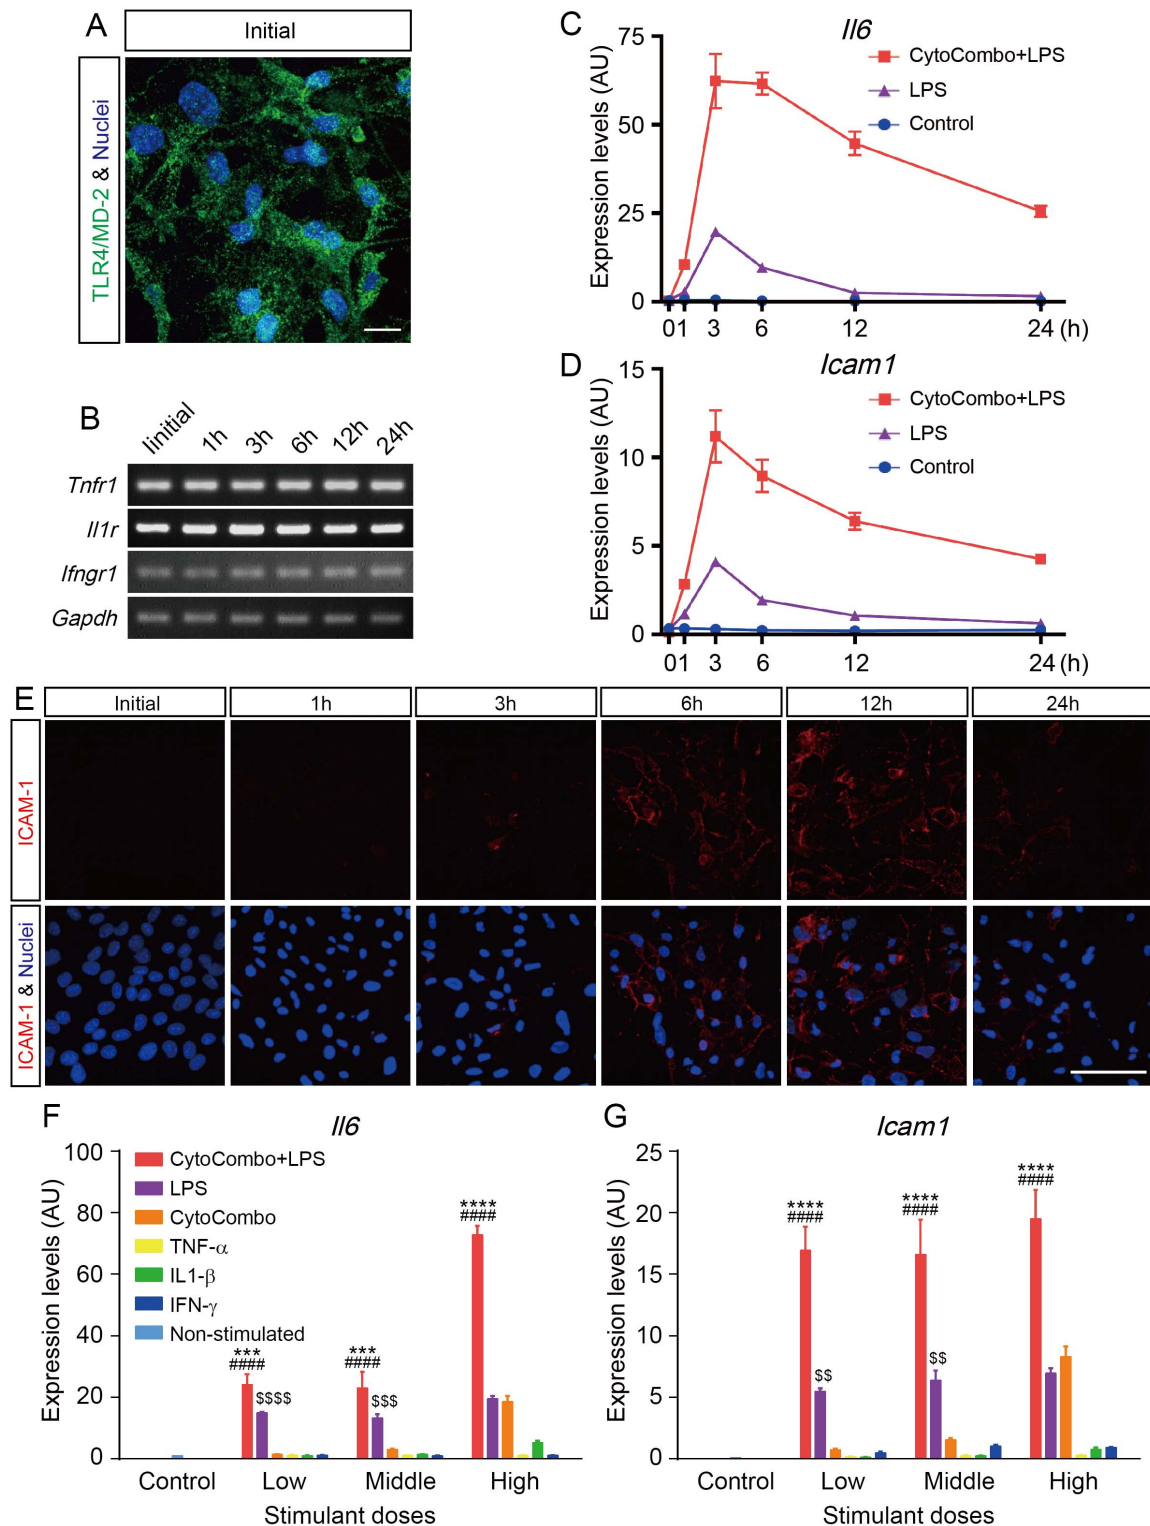 A
Initial
TLR4/MD-2 & Nuclei
B
Iinitial 1h 3h 6h 12h 24h
Tnfr1
Il1r
Ifngr1
Gapdh
C
Il6
Expression levels (AU)
75
50
25
0
CytoCombo+LPS
LPS
Control
0 1 3 6 12 24 (h)
D
Icam1
Expression levels (AU)
15
10
5
0
CytoCombo+LPS
LPS
Control
0 1 3 6 12 24 (h)
E
Initial 1h 3h 6h 12h 24h
ICAM-1
ICAM-1 & Nuclei
F
Il6
Expression levels (AU)
100
80
60
40
20
0
CytoCombo+LPS
LPS
CytoCombo
TNF-α
IL1-β
IFN-γ
Non-stimulated
***
####
$$$$
***
####
$$$
****
####
Control Low Middle High
Stimulant doses
G
Icam1
Expression levels (AU)
25
20
15
10
5
0
****
####
$$
****
####
$$
****
####
Control Low Middle High
Stimulant doses